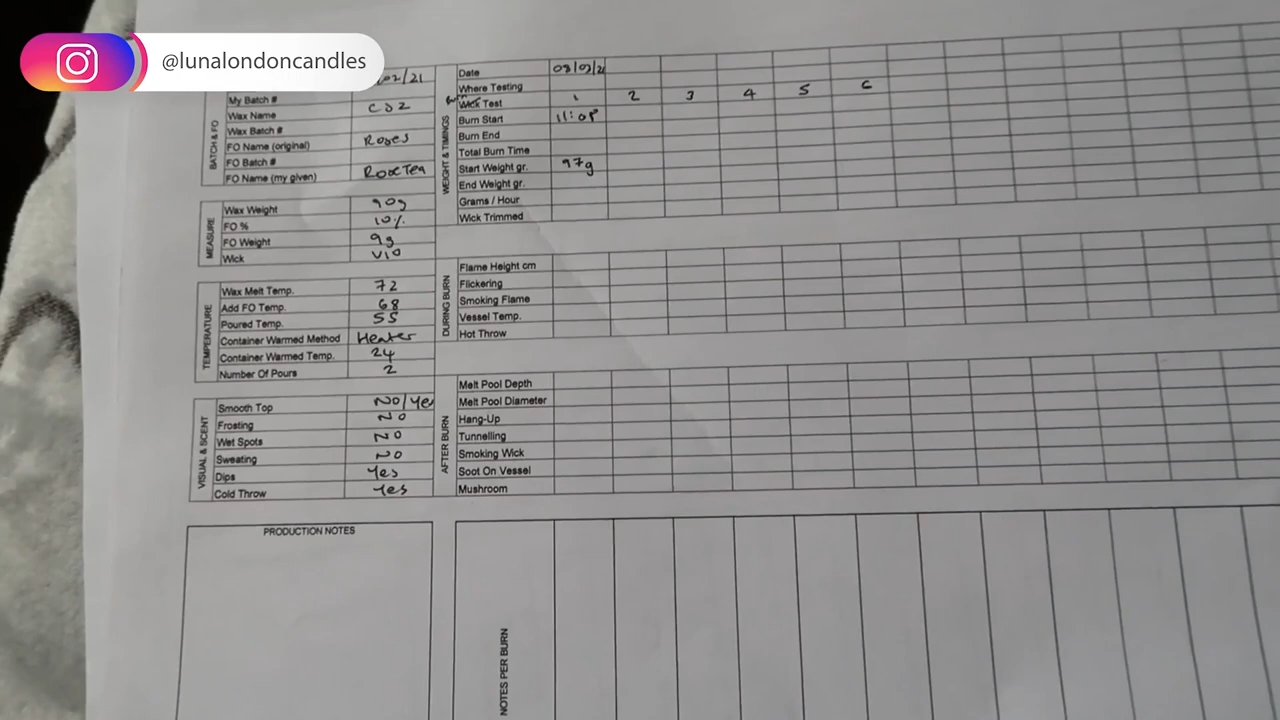 @lunalondoncandles
02/21
BATCH & FO
My Batch # CD2
Wax Name
Wax Batch # Roses
FO Name (original)
FO Batch # Rose Tea
FO Name (my given)
MEASURE
Wax Weight 90g
FO % 10%
FO Weight 9g
Wick V10
TEMPERATURE
Wax Melt Temp. 72
Add FO Temp. 68
Poured Temp. 55
Container Warmed Method Heater
Container Warmed Temp. 24
Number Of Pours 2
VISUAL & SCENT
Smooth Top No/Yes
Frosting No
Wet Spots No
Sweating No
Dips Yes
Cold Throw Yes
PRODUCTION NOTES
WEIGHT & TIMINGS
Date
Where Testing
Wick Test 1 2 3 4 5 6
Burn Start 11:05
Burn End
Total Burn Time
Start Weight gr. 97g
End Weight gr.
Grams / Hour
Wick Trimmed
DURING BURN
Flame Height cm
Flickering
Smoking Flame
Vessel Temp.
Hot Throw
AFTER BURN
Melt Pool Depth
Melt Pool Diameter
Hang-Up
Tunnelling
Smoking Wick
Soot On Vessel
Mushroom
NOTES PER BURN